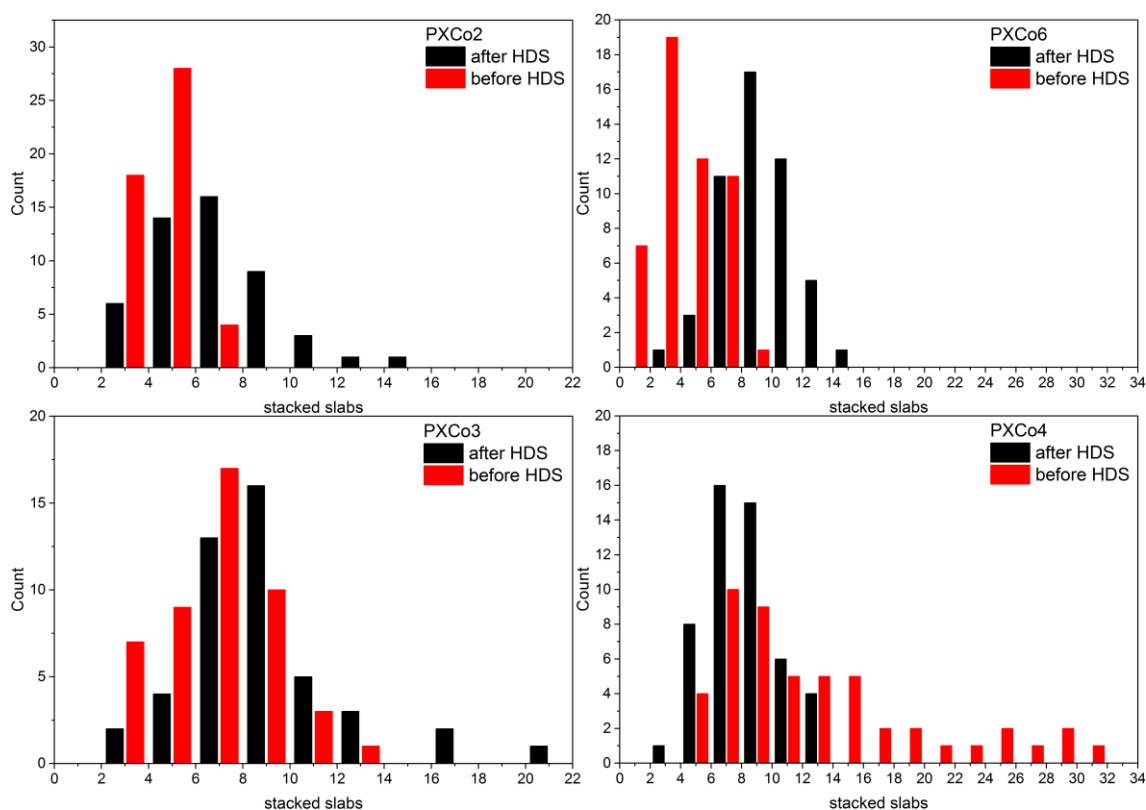 PXCo2
after HDS
before HDS
30
25
20
15
10
5
0
Count
0 2 4 6 8 10 12 14 16 18 20 22
stacked slabs
PXCo6
after HDS
before HDS
20
18
16
14
12
10
8
6
4
2
0
Count
0 2 4 6 8 10 12 14 16 18 20 22 24 26 28 30 32 34
stacked slabs
PXCo3
after HDS
before HDS
20
15
10
5
0
Count
0 2 4 6 8 10 12 14 16 18 20 22
stacked slabs
PXCo4
after HDS
before HDS
20
18
16
14
12
10
8
6
4
2
0
Count
0 2 4 6 8 10 12 14 16 18 20 22 24 26 28 30 32 34
stacked slabs